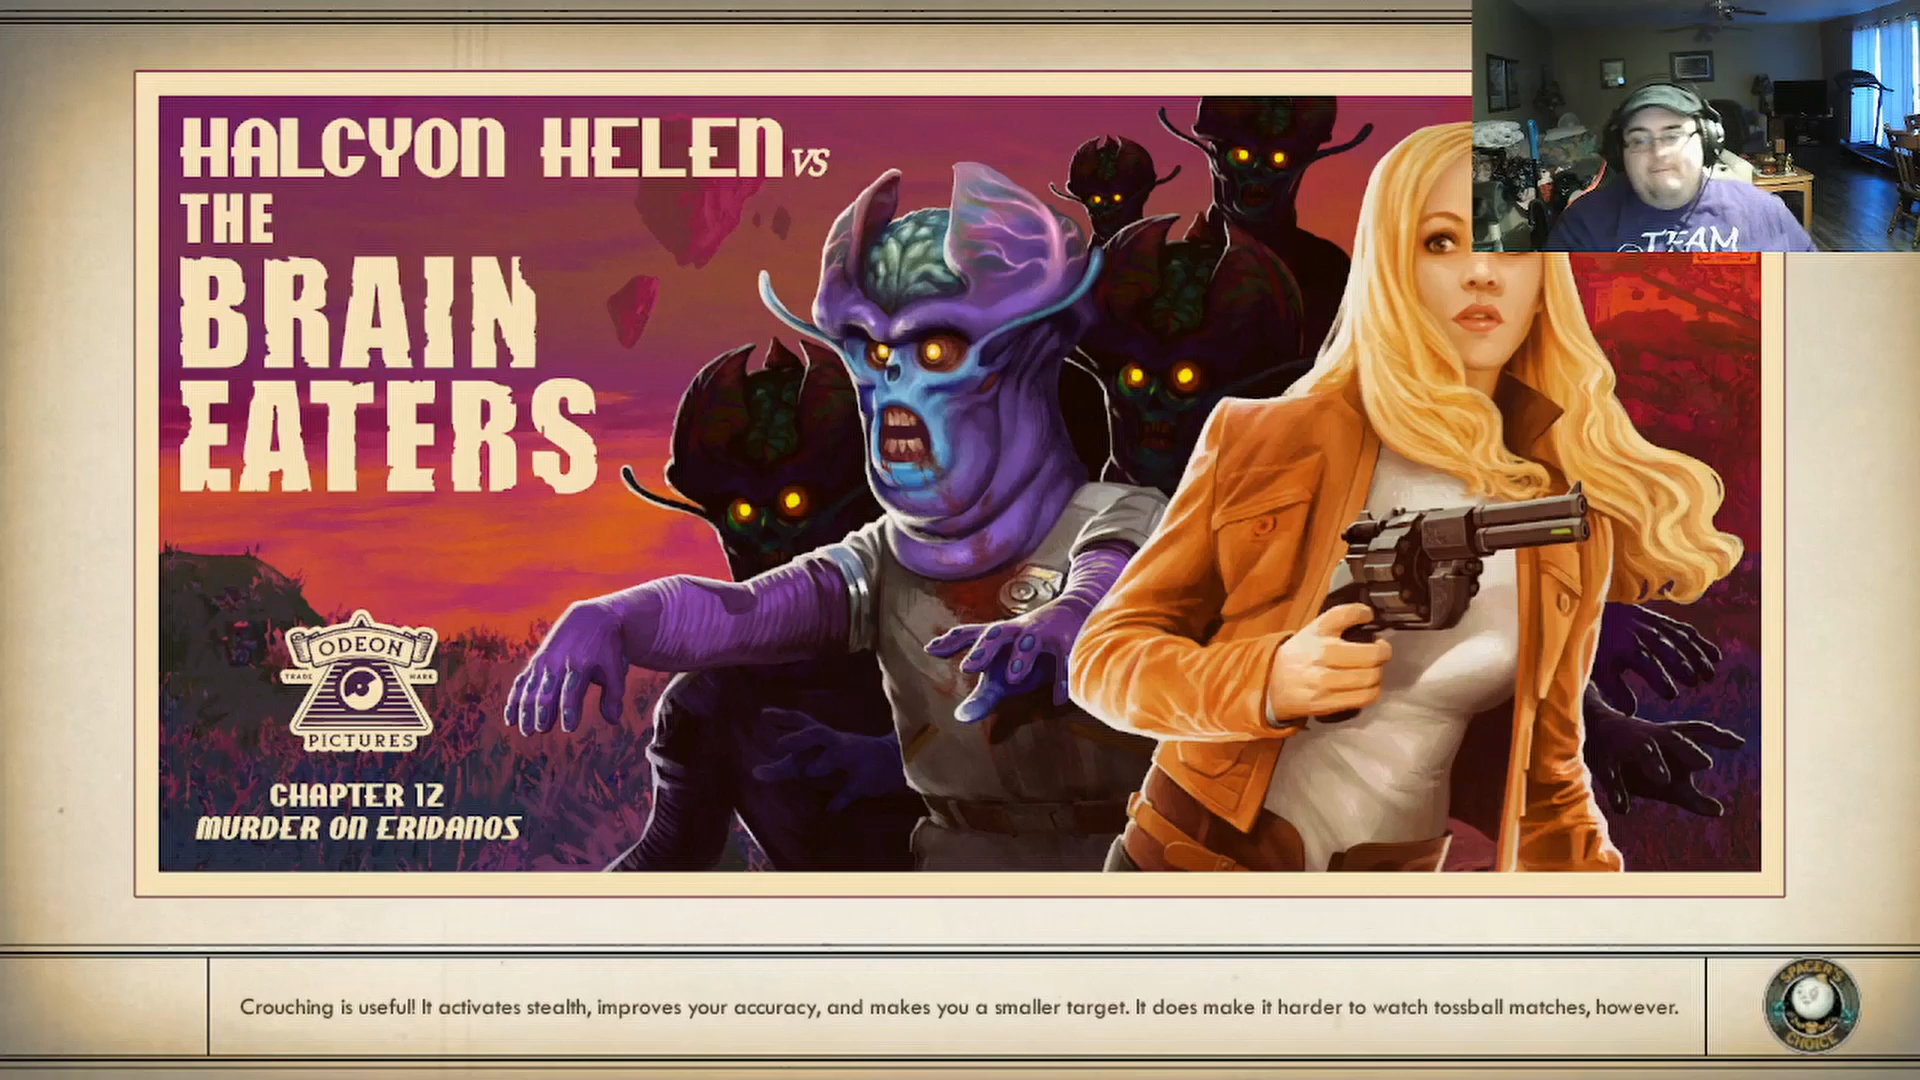 HALCYON HELEN VS
THE
BRAIN
EATERS
TEAM
ODEON
TRADE MARK
PICTURES
CHAPTER 12
MURDER ON ERIDANOS
Crouching is useful! It activates stealth, improves your accuracy, and makes you a smaller target. It does make it harder to watch tossball matches, however.
SPACER'S
CHOICE